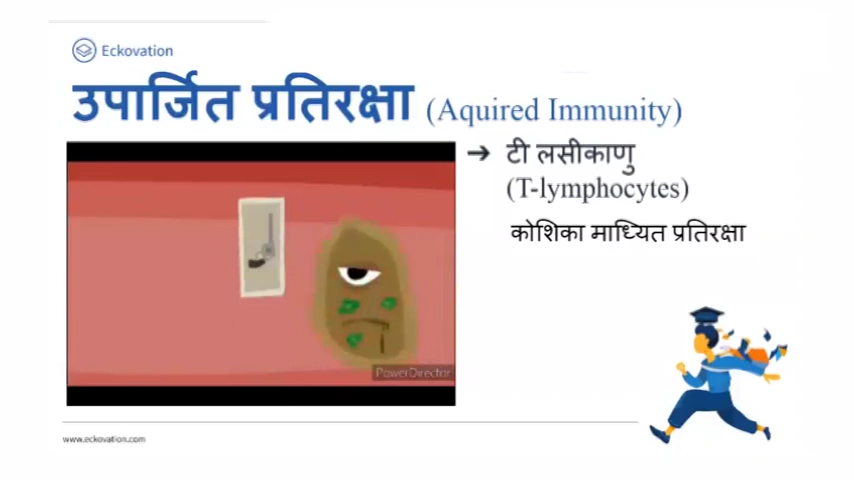 Eckovation
उपार्जित प्रतिरक्षा (Aquired Immunity)
➔ टी लसीकाणु
(T-lymphocytes)
कोशिका माध्यित प्रतिरक्षा
PowerDirector
www.eckovation.com